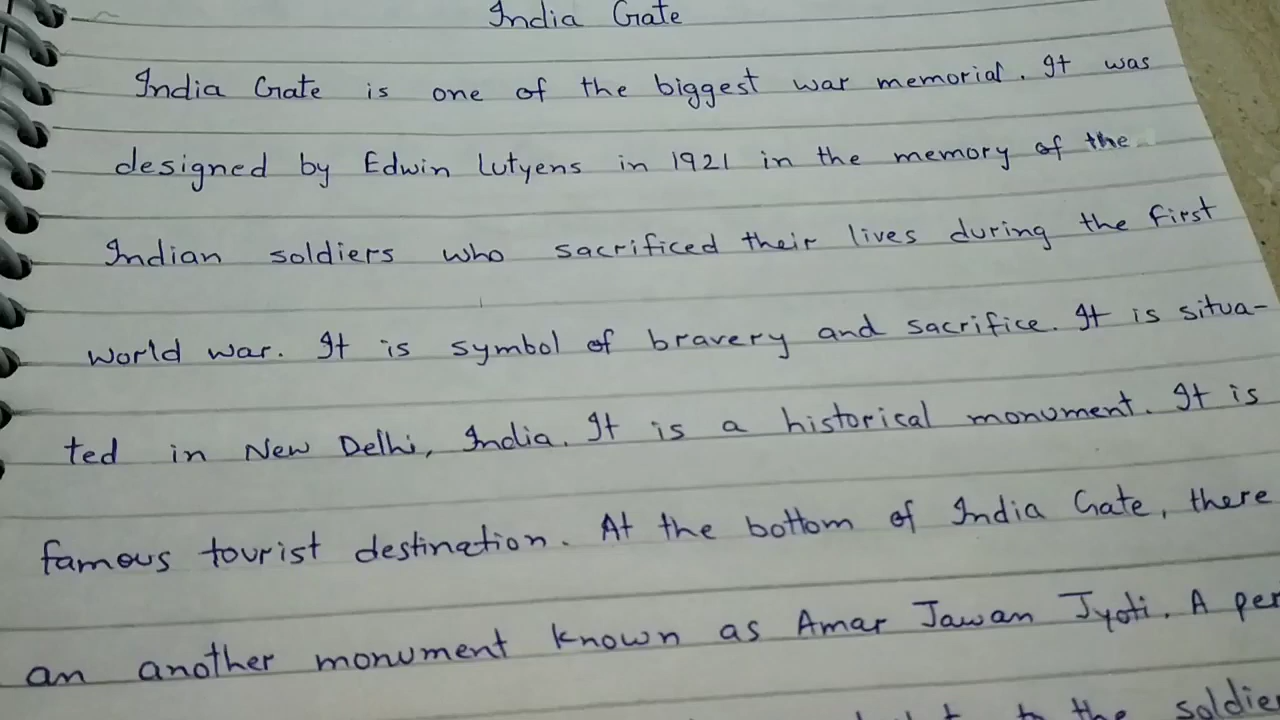 India Gate
India Gate is one of the biggest war memorial. It was
designed by Edwin Lutyens in 1921 in the memory of the
Indian soldiers who sacrificed their lives during the first
world war. It is symbol of bravery and sacrifice. It is situa-
ted in New Delhi, India. It is a historical monument. It is
famous tourist destination. At the bottom of India Gate, there
an another monument known as Amar Jawan Jyoti. A per
to the soldier